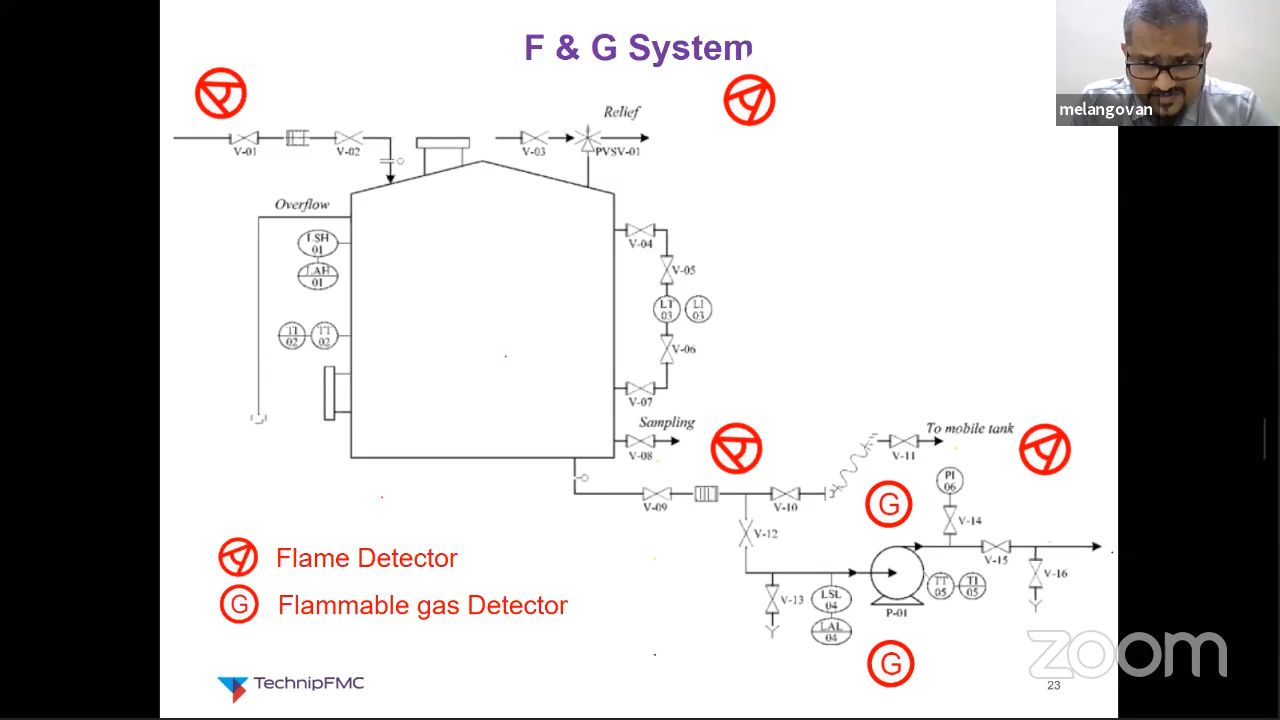 F & G System
melangovan
Relief
V-01
V-02
V-03
PVSV-01
Overflow
LSH
01
LAH
01
V-04
V-05
LT
03
LI
03
TI
02
TT
02
V-06
V-07
Sampling
V-08
To mobile tank
V-11
PI
06
V-09
V-10
G
V-14
V-12
V-15
Flame Detector
V-16
TT
05
TI
05
V-13
LSL
04
P-01
G
Flammable gas Detector
LAL
04
G
zoom
TechnipFMC
23